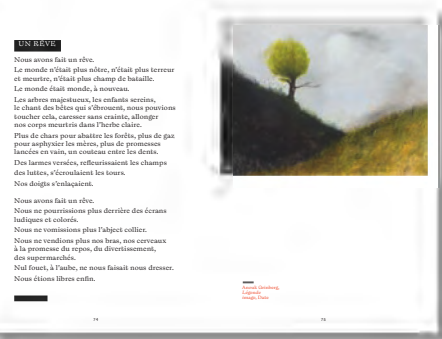 UN RÊVE
Nous avons fait un rêve.
Le monde n'était plus nôtre, n'était plus terreur
et meurtre, n'était plus champ de bataille.
Le monde était monde, à nouveau.
Les arbres majestueux, les enfants sereins,
le chant des bêtes qui s'ébrouent, nous pouvions
toucher cela, caresser sans crainte, allonger
nos corps meurtris dans l'herbe claire.
Plus de chars pour abattre les forêts, plus de gaz
pour asphyxier les mères, plus de promesses
lancées en vain, un couteau entre les dents.
Des larmes versées, refleurissaient les champs
des luttes, s'écroulaient les tours.
Nos doigts s'enlaçaient.
Nous avons fait un rêve.
Nous ne pourrissions plus derrière des écrans
ludiques et colorés.
Nous ne vomissions plus l'abject collier.
Nous ne vendions plus nos bras, nos cerveaux
à la promesse du repos, du divertissement,
des supermarchés.
Nul fouet, à l'aube, ne nous faisait nous dresser.
Nous étions libres enfin.
74
Anouk Grinberg,
Légende
image, Date
75